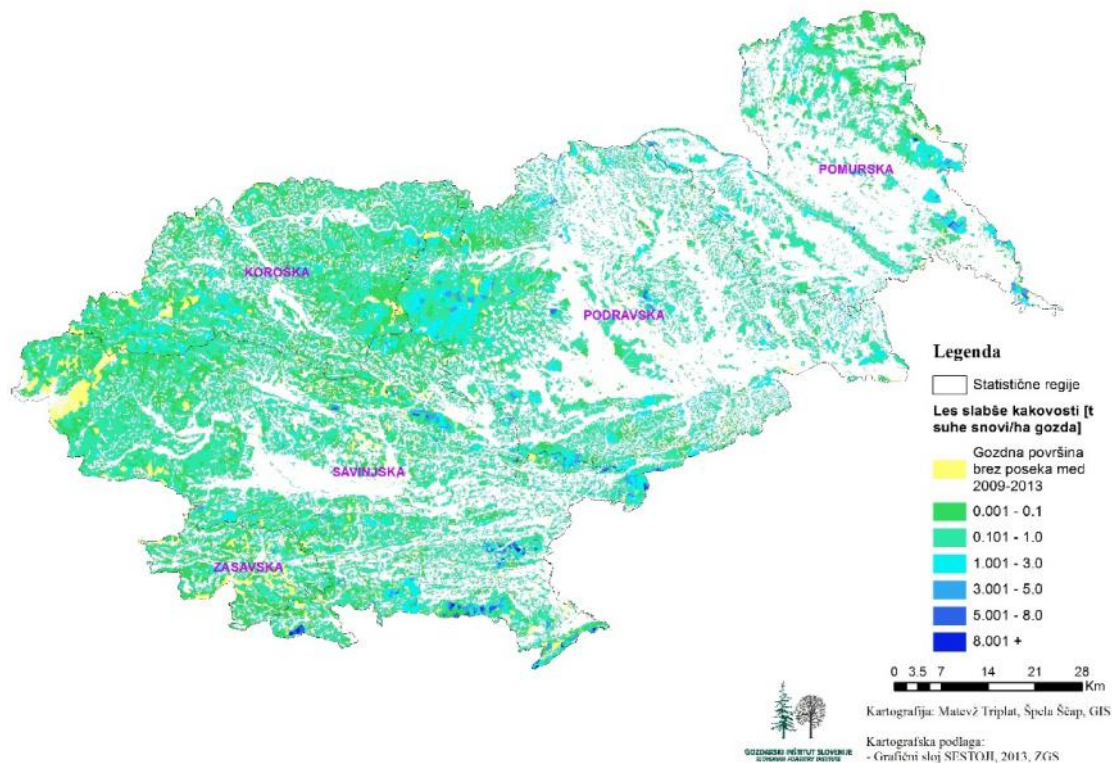 POMURSKA
KOROŠKA
PODRAVSKA
SAVINJSKA
ZASAVSKA
Legenda
Statistične regije
Les slabše kakovosti [t
suhe snovi/ha gozda]
Gozdna površina
brez poseka med
2009-2013
0.001 - 0.1
0.101 - 1.0
1.001 - 3.0
3.001 - 5.0
5.001 - 8.0
8.001 +
0 3.5 7 14 21 28
Km
Kartografija: Matevž Triplat, Špela Ščap, GIS
Kartografska podlaga:
- Grafični sloj SESTOJI, 2013, ZGS
GOZDARSKI INŠTITUT SLOVENIJE
SLOVENIAN FORESTRY INSTITUTE